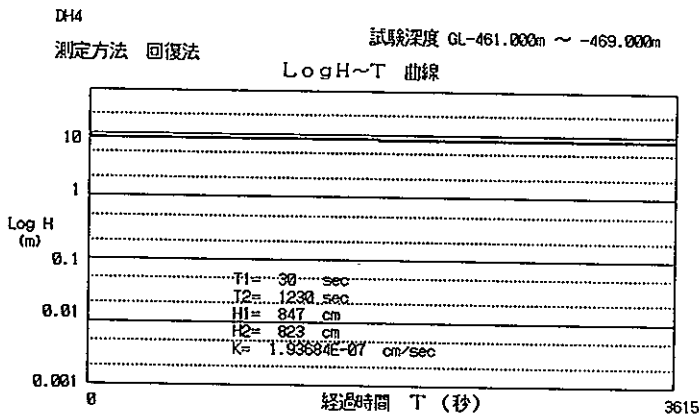 DH4
測定方法 回復法
試験深度 GL-461.000m ～ -469.000m
LogH～T 曲線
10
1
Log H
(m)
0.1
0.01
0.001
T1= 30 sec
T2= 1230 sec
H1= 847 cm
H2= 823 cm
K= 1.93684E-07 cm/sec
0
経過時間 T (秒)
3615